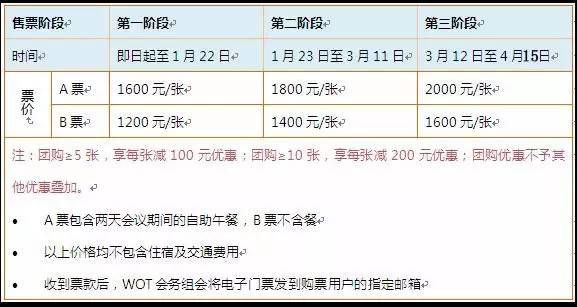 售票阶段 第一阶段 第二阶段 第三阶段
时间 即日起至 1 月 22 日 1 月 23 日至 3 月 11 日 3 月 12 日至 4 月15日
票价 A 票 1600 元/张 1800 元/张 2000 元/张
B 票 1200 元/张 1400 元/张 1600 元/张
注：团购≥5 张，享每张减 100 元优惠；团购≥10 张，享每张减 200 元优惠；团购优惠不予其
他优惠叠加。
● A 票包含两天会议期间的自助午餐，B 票不含餐
● 以上价格均不包含住宿及交通费用
● 收到票款后，WOT 会务组会将电子门票发到购票用户的指定邮箱